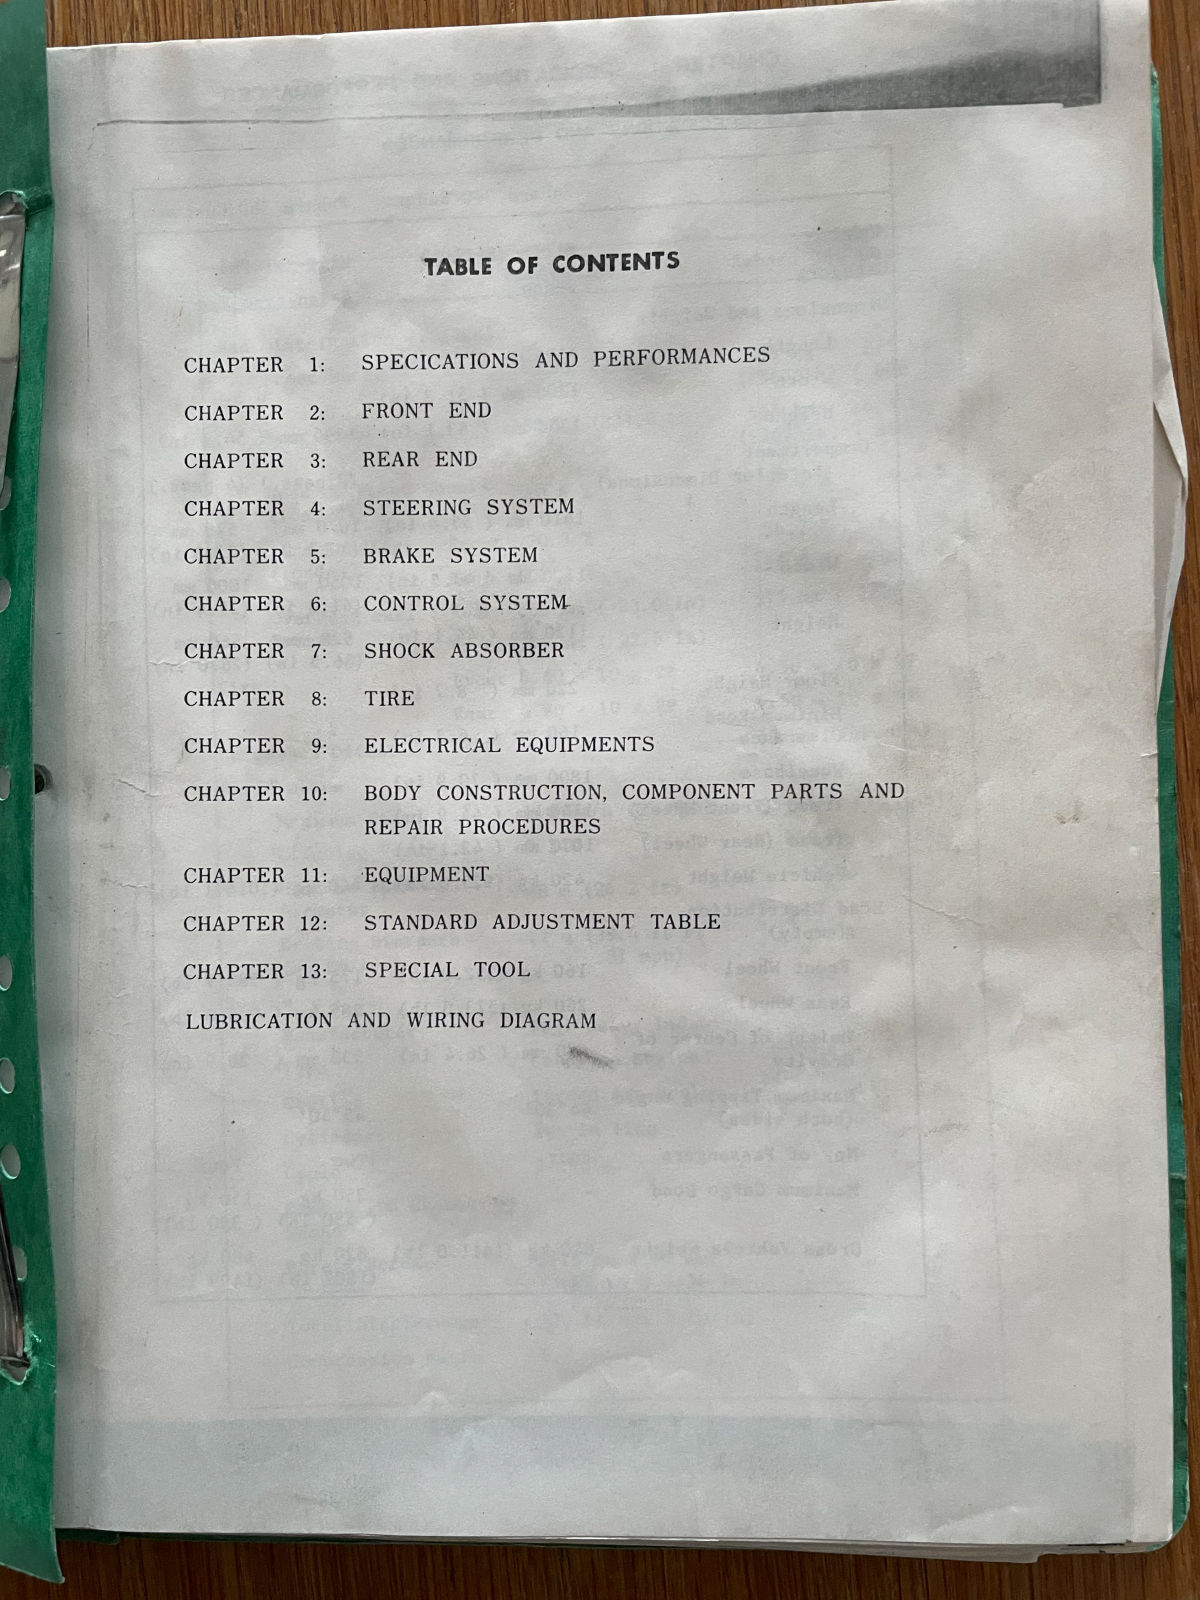 TABLE OF CONTENTS
CHAPTER 1: SPECICATIONS AND PERFORMANCES
CHAPTER 2: FRONT END
CHAPTER 3: REAR END
CHAPTER 4: STEERING SYSTEM
CHAPTER 5: BRAKE SYSTEM
CHAPTER 6: CONTROL SYSTEM
CHAPTER 7: SHOCK ABSORBER
CHAPTER 8: TIRE
CHAPTER 9: ELECTRICAL EQUIPMENTS
CHAPTER 10: BODY CONSTRUCTION, COMPONENT PARTS AND
REPAIR PROCEDURES
CHAPTER 11: EQUIPMENT
CHAPTER 12: STANDARD ADJUSTMENT TABLE
CHAPTER 13: SPECIAL TOOL
LUBRICATION AND WIRING DIAGRAM